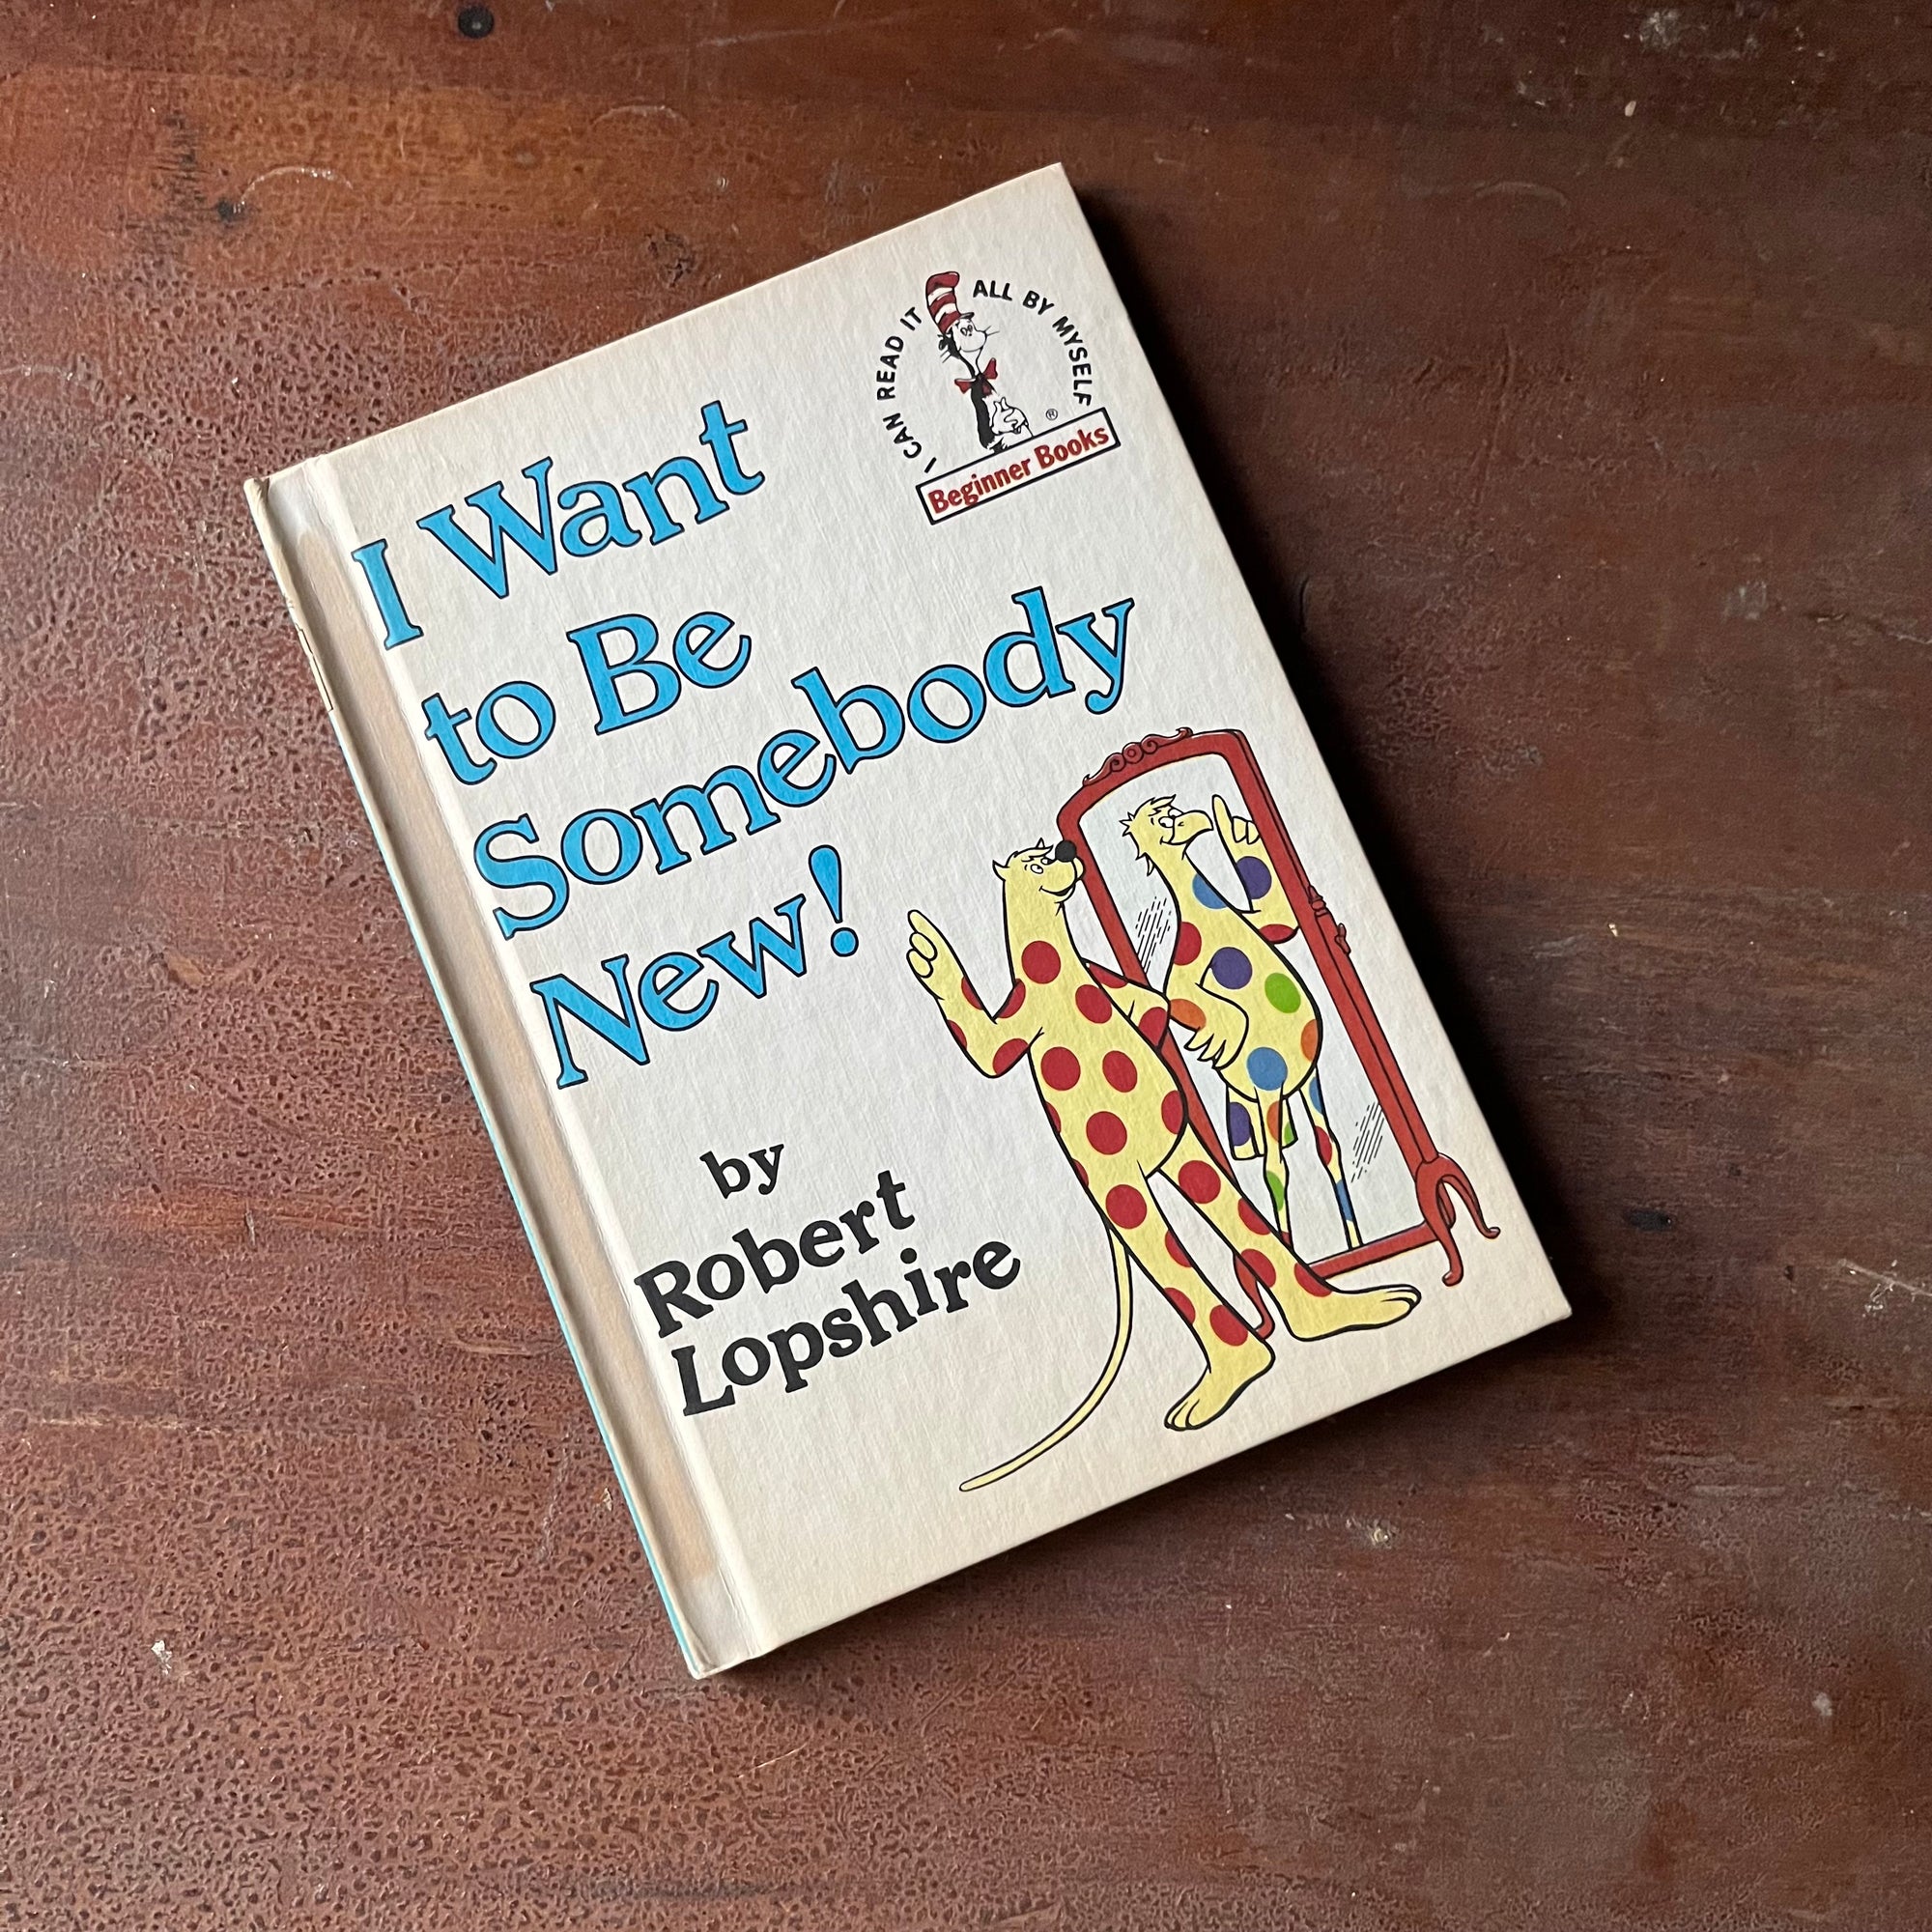 I CAN READ IT ALL BY MYSELF
®
Beginner Books
I Want
to Be
Somebody
New!
by
Robert
Lopshire